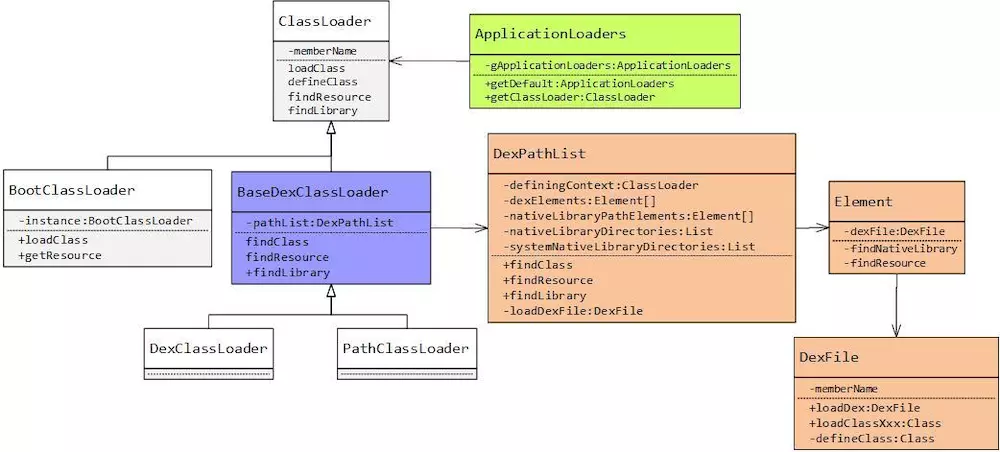 ClassLoader
-memberName
loadClass
defineClass
findResource
findLibrary
ApplicationLoaders
-gApplicationLoaders:ApplicationLoaders
+getDefault:ApplicationLoaders
+getClassLoader:ClassLoader
BootClassLoader
-instance:BootClassLoader
+loadClass
+getResource
BaseDexClassLoader
-pathList:DexPathList
findClass
findResource
+findLibrary
DexPathList
-definingContext:ClassLoader
-dexElements:Element[]
-nativeLibraryPathElements:Element[]
-nativeLibraryDirectories:List
-systemNativeLibraryDirectories:List
+findClass
+findResource
+findLibrary
-loadDexFile:DexFile
Element
-dexFile:DexFile
-findNativeLibrary
-findResource
DexClassLoader
PathClassLoader
DexFile
-memberName
+loadDex:DexFile
+loadClassXxx:Class
-defineClass:Class